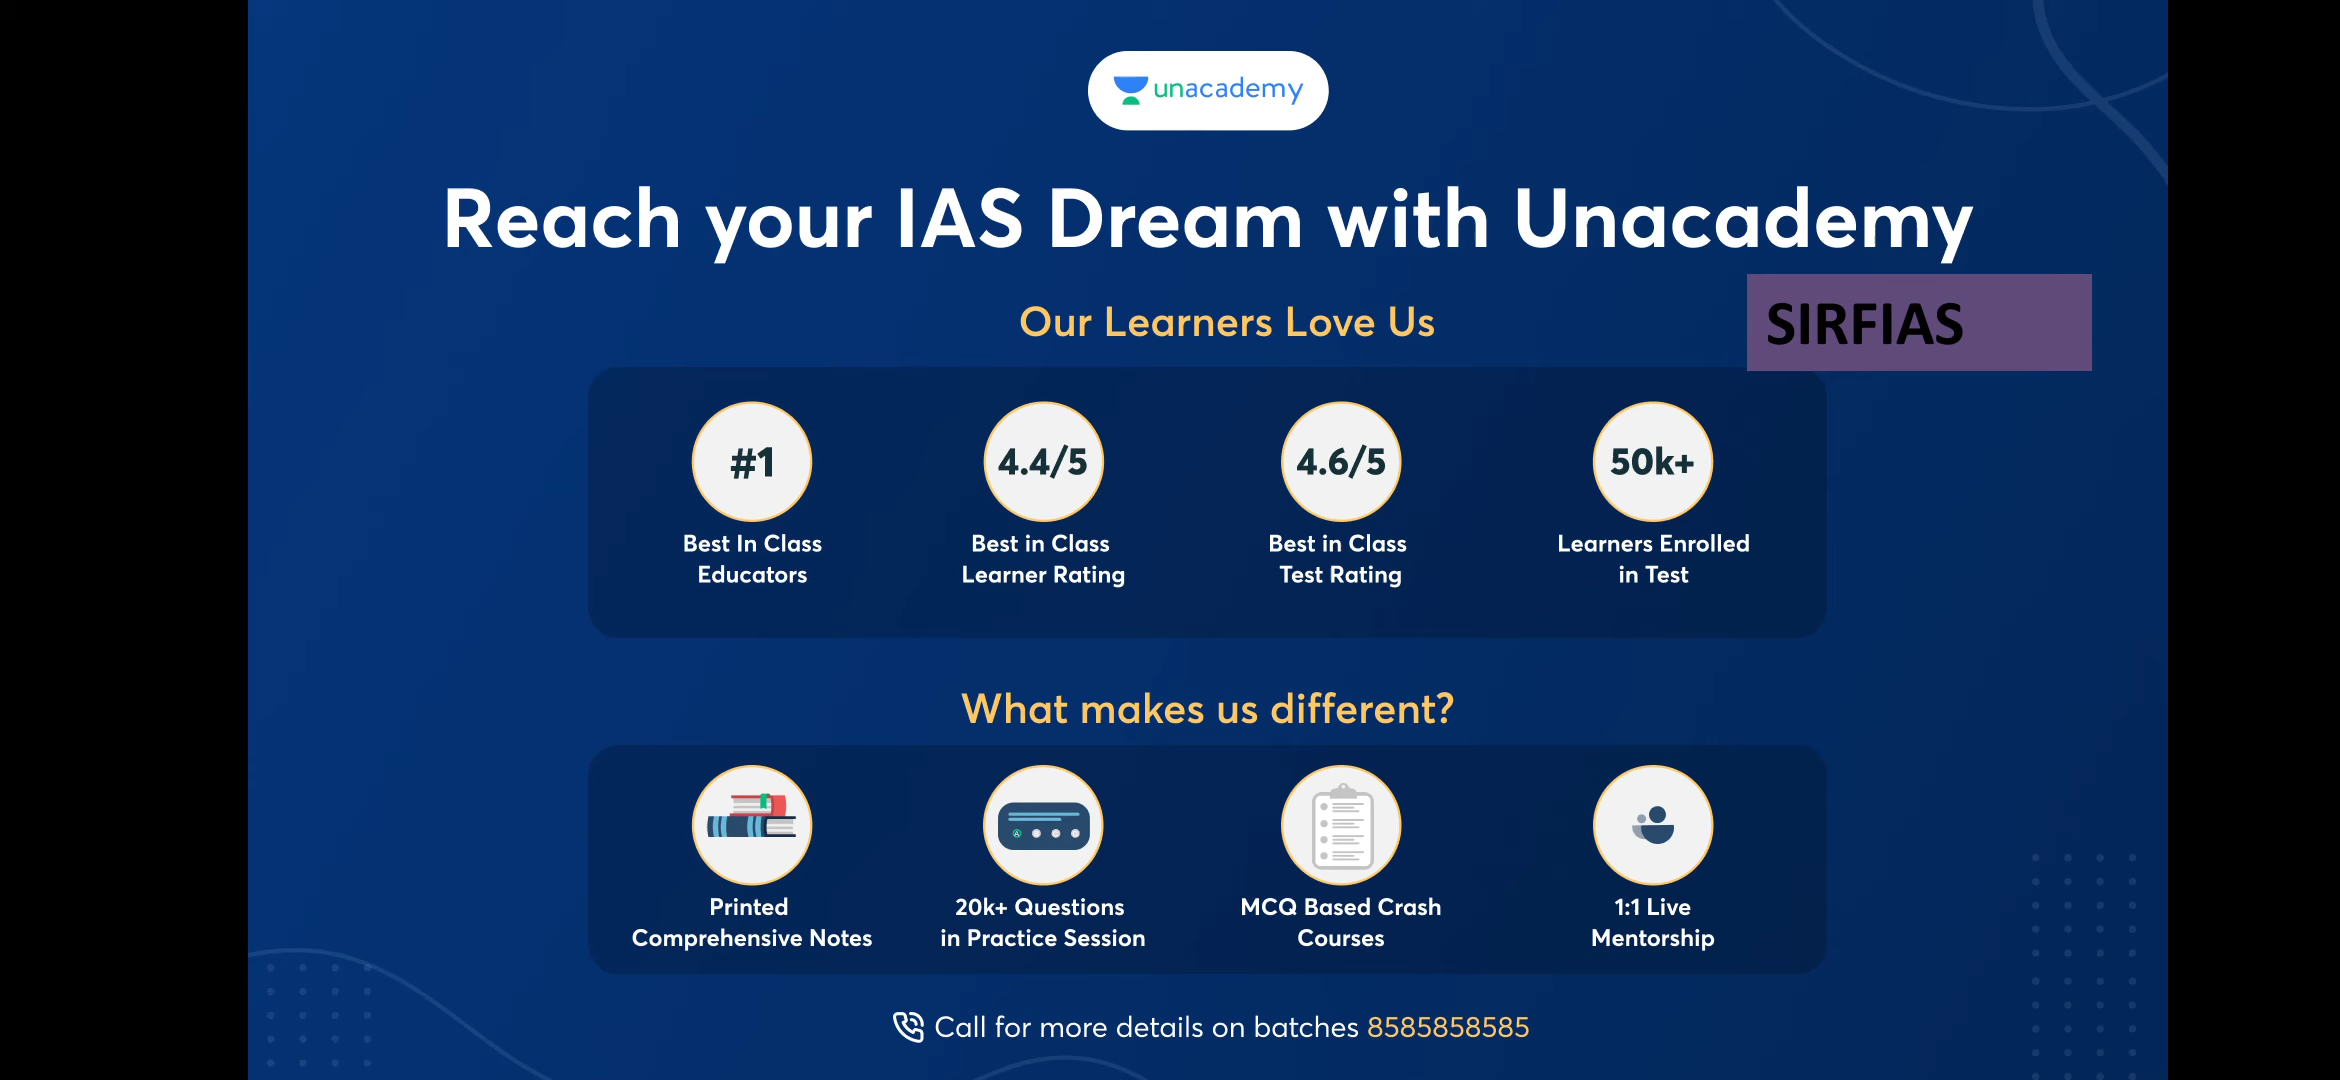 unacademy
Reach your IAS Dream with Unacademy
Our Learners Love Us
SIRFIAS
#1
Best In Class
Educators
4.4/5
Best in Class
Learner Rating
4.6/5
Best in Class
Test Rating
50k+
Learners Enrolled
in Test
What makes us different?
Printed
Comprehensive Notes
A
20k+ Questions
in Practice Session
MCQ Based Crash
Courses
1:1 Live
Mentorship
Call for more details on batches 8585858585